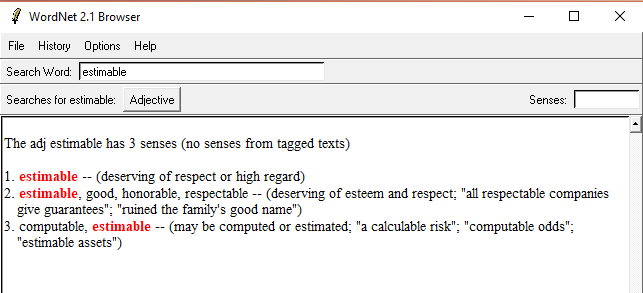 WordNet 2.1 Browser
File History Options Help
Search Word: estimable
Searches for estimable: Adjective Senses:
The adj estimable has 3 senses (no senses from tagged texts)
1. estimable -- (deserving of respect or high regard)
2. estimable, good, honorable, respectable -- (deserving of esteem and respect; "all respectable companies
give guarantees"; "ruined the family's good name")
3. computable, estimable -- (may be computed or estimated; "a calculable risk"; "computable odds";
"estimable assets")